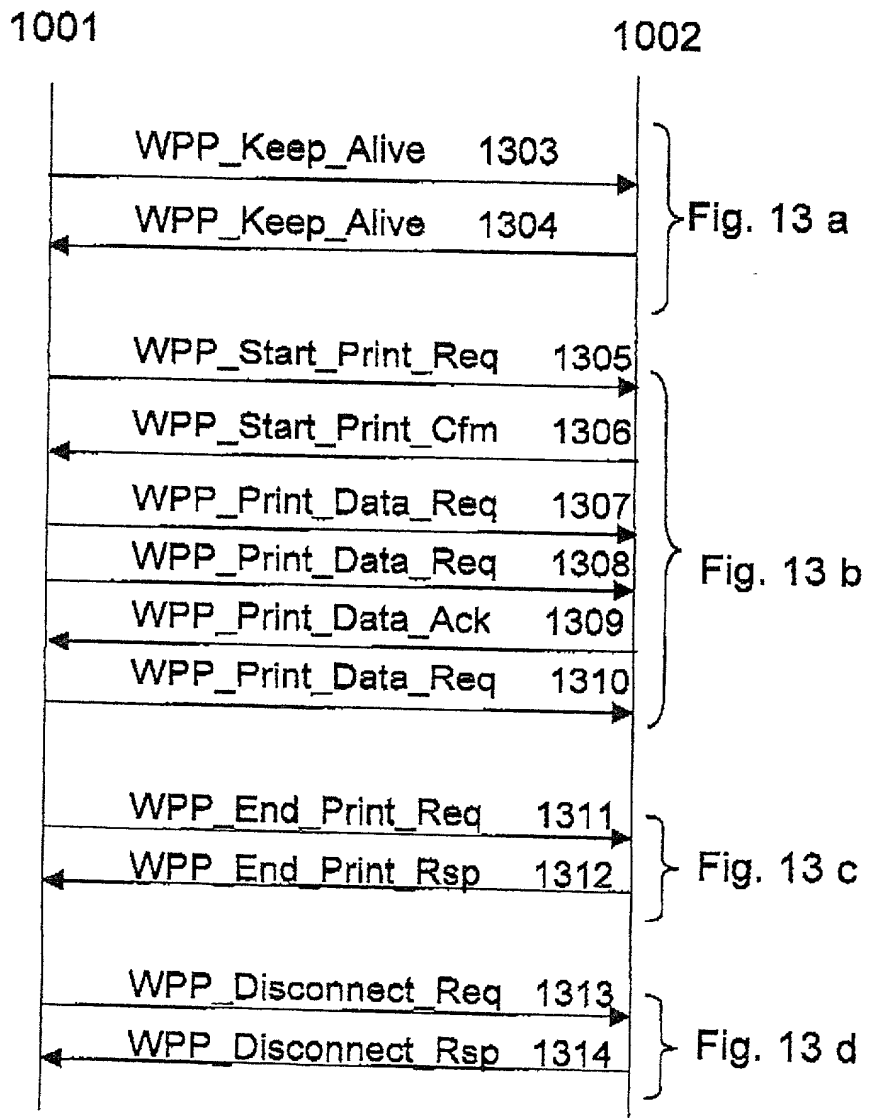 1001 1002
WPP_Keep_Alive 1303
WPP_Keep_Alive 1304
Fig. 13 a
WPP_Start_Print_Req 1305
WPP_Start_Print_Cfm 1306
WPP_Print_Data_Req 1307
WPP_Print_Data_Req 1308
Fig. 13 b
WPP_Print_Data_Ack 1309
WPP_Print_Data_Req 1310
WPP_End_Print_Req 1311
WPP_End_Print_Rsp 1312
Fig. 13 c
WPP_Disconnect_Req 1313
WPP_Disconnect_Rsp 1314
Fig. 13 d